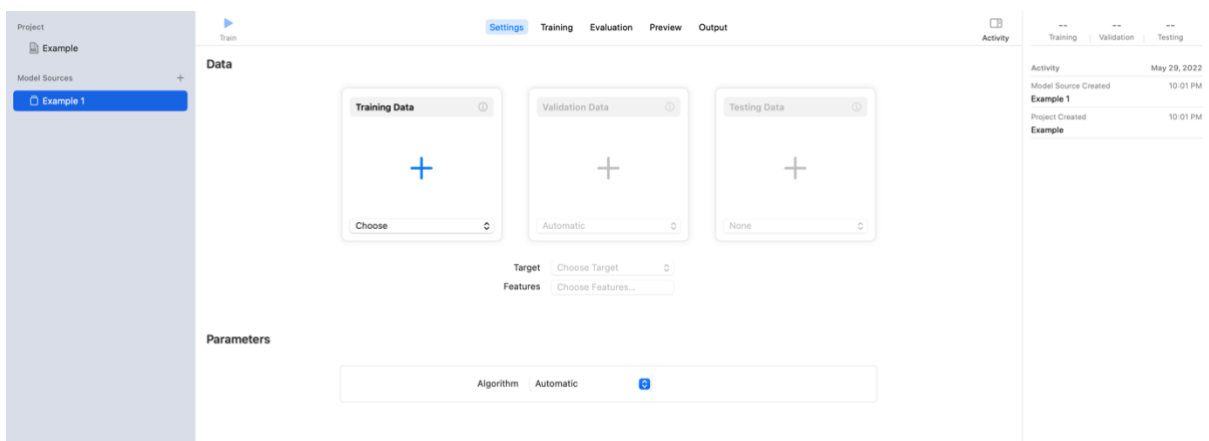 Project
Example
Model Sources +
Example 1
Train
Settings Training Evaluation Preview Output
Activity
Data
Training Data
Choose
Validation Data
Automatic
Testing Data
None
Target Choose Target
Features Choose Features...
Parameters
Algorithm Automatic
-- -- --
Training Validation Testing
Activity May 29, 2022
Model Source Created 10:01 PM
Example 1
Project Created 10:01 PM
Example